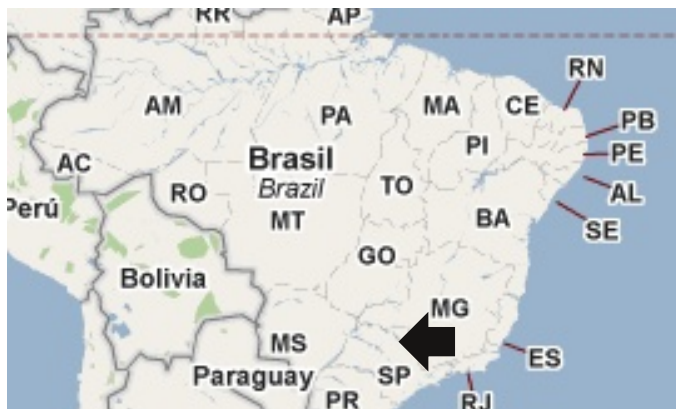 RR
AP
RN
AM
PA
MA
CE
PB
PI
PE
Brasil
Brazil
AC
RO
TO
AL
Perú
MT
BA
SE
GO
Bolivia
MG
MS
ES
Paraguay
SP
PR
RJ